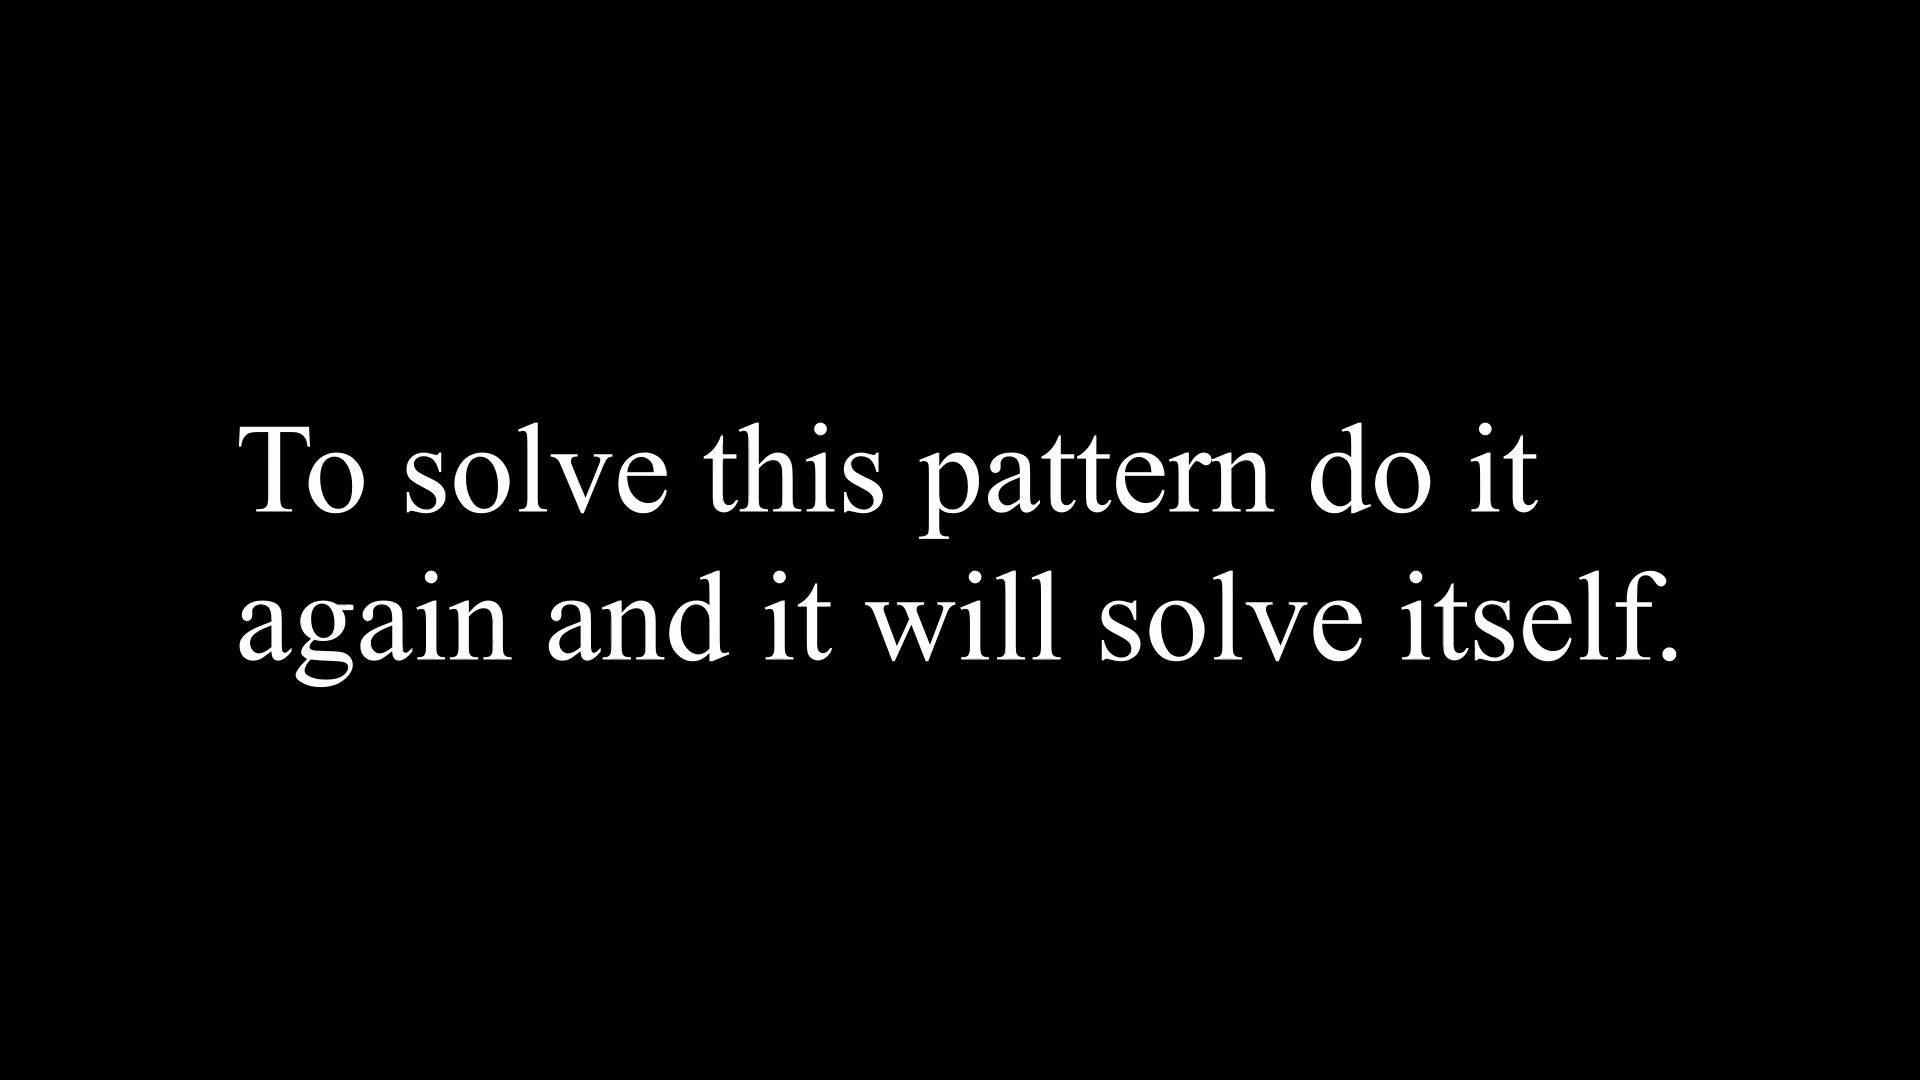 To solve this pattern do it
again and it will solve itself.